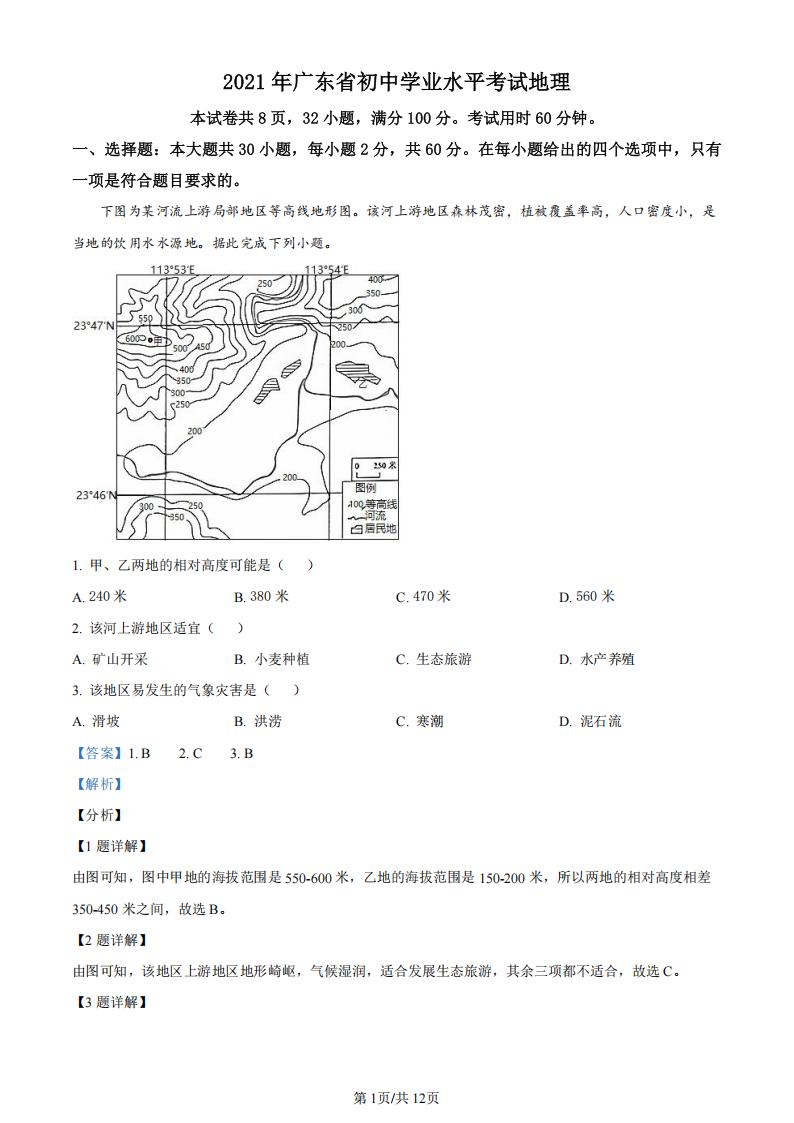 2021 年广东省初中学业水平考试地理
本试卷共 8 页，32 小题，满分 100 分。考试用时 60 分钟。
一、选择题：本大题共 30 小题，每小题 2 分，共 60 分。在每小题给出的四个选项中，只有
一项是符合题目要求的。
下图为某河流上游局部地区等高线地形图。该河上游地区森林茂密，植被覆盖率高，人口密度小，是
当地的饮用水水源地。据此完成下列小题。
113°53′E 113°54′E
250 400
350
300
550 23°47′N 250
600 甲 500 450 200
400
350 乙
300
250
200
0 250 米
200
图例
23°46′N
300 250 100 等高线
350 河流
居民地
1. 甲、乙两地的相对高度可能是（ ）
A. 240 米 B. 380 米 C. 470 米 D. 560 米
2. 该河上游地区适宜（ ）
A. 矿山开采 B. 小麦种植 C. 生态旅游 D. 水产养殖
3. 该地区易发生的气象灾害是（ ）
A. 滑坡 B. 洪涝 C. 寒潮 D. 泥石流
【答案】1. B 2. C 3. B
【解析】
【分析】
【1 题详解】
由图可知，图中甲地的海拔范围是 550-600 米，乙地的海拔范围是 150-200 米，所以两地的相对高度相差
350-450 米之间，故选 B。
【2 题详解】
由图可知，该地区上游地区地形崎岖，气候湿润，适合发展生态旅游，其余三项都不适合，故选 C。
【3 题详解】
第 1页/共 12页